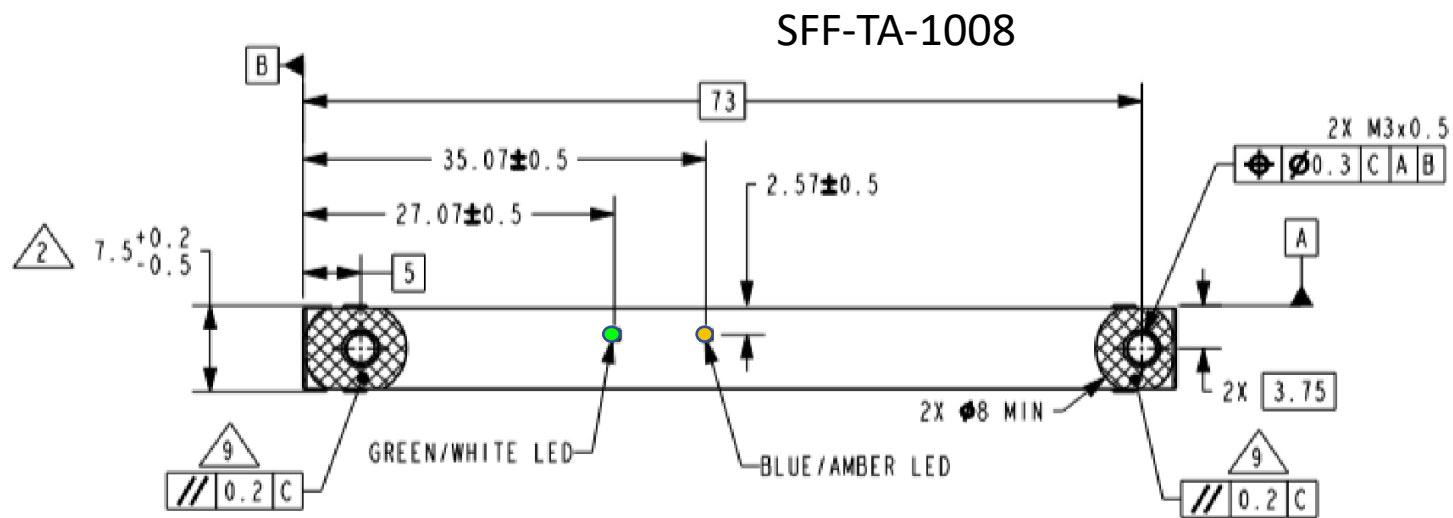 SFF-TA-1008
B
73
2X M3x0.5
⌖ Ø0.3 C A B
35.07±0.5
2.57±0.5
27.07±0.5
A
2
7.5 +0.2
-0.5
5
2X Ø8 MIN
2X 3.75
GREEN/WHITE LED
BLUE/AMBER LED
9
// 0.2 C
9
// 0.2 C